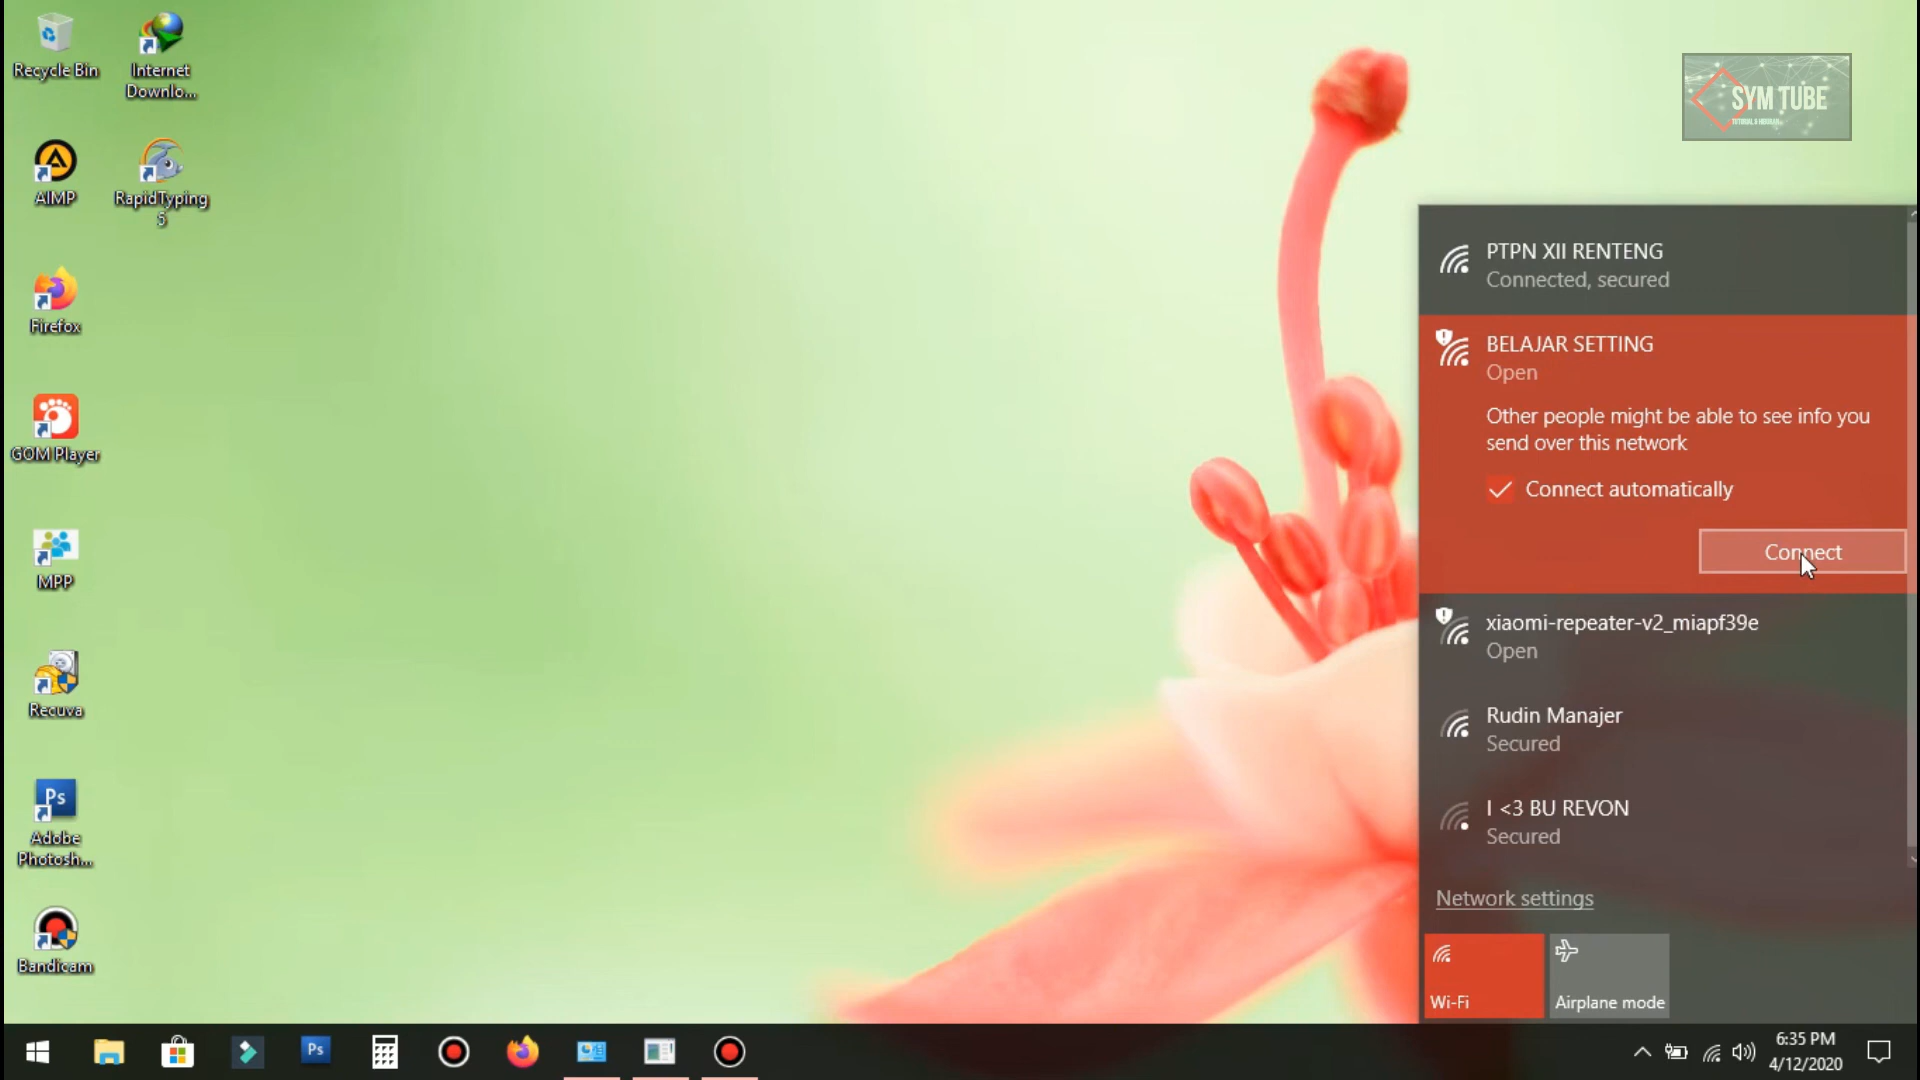 Recycle Bin
Internet
Downlo...
AIMP
RapidTyping
5
Firefox
GOM Player
MPP
Recuva
Ps
Adobe
Photosh...
Bandicam
SYM TUBE
PTPN XII RENTENG
Connected, secured
BELAJAR SETTING
Open
Other people might be able to see info you
send over this network
Connect automatically
Connect
xiaomi-repeater-v2_miapf39e
Open
Rudin Manajer
Secured
I <3 BU REVON
Secured
Network settings
Wi-Fi
Airplane mode
Ps
6:35 PM
4/12/2020